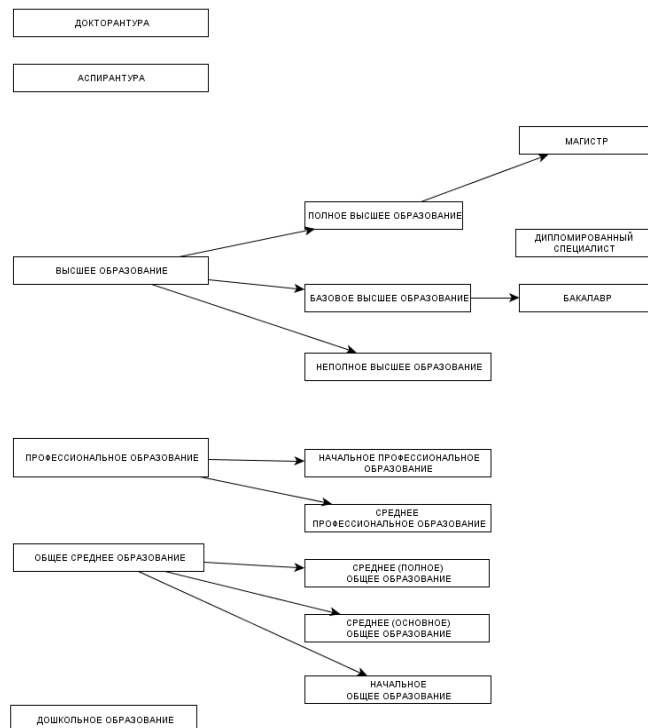 ДОКТОРАНТУРА
АСПИРАНТУРА
МАГИСТР
ПОЛНОЕ ВЫСШЕЕ ОБРАЗОВАНИЕ
ДИПЛОМИРОВАННЫЙ
СПЕЦИАЛИСТ
ВЫСШЕЕ ОБРАЗОВАНИЕ
БАЗОВОЕ ВЫСШЕЕ ОБРАЗОВАНИЕ
БАКАЛАВР
НЕПОЛНОЕ ВЫСШЕЕ ОБРАЗОВАНИЕ
ПРОФЕССИОНАЛЬНОЕ ОБРАЗОВАНИЕ
НАЧАЛЬНОЕ ПРОФЕССИОНАЛЬНОЕ
ОБРАЗОВАНИЕ
СРЕДНЕЕ
ПРОФЕССИОНАЛЬНОЕ ОБРАЗОВАНИЕ
ОБЩЕЕ СРЕДНЕЕ ОБРАЗОВАНИЕ
СРЕДНЕЕ (ПОЛНОЕ)
ОБЩЕЕ ОБРАЗОВАНИЕ
СРЕДНЕЕ (ОСНОВНОЕ)
ОБЩЕЕ ОБРАЗОВАНИЕ
НАЧАЛЬНОЕ
ОБЩЕЕ ОБРАЗОВАНИЕ
ДОШКОЛЬНОЕ ОБРАЗОВАНИЕ